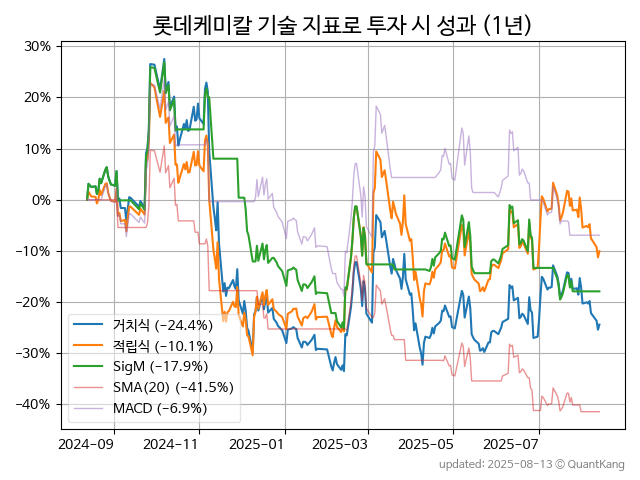 롯데케미칼 기술 지표로 투자 시 성과 (1년)
30%
20%
10%
0%
−10%
−20%
−30%
−40%
거치식 (−24.4%)
적립식 (−10.1%)
SigM (−17.9%)
SMA(20) (−41.5%)
MACD (−6.9%)
2024-09 2024-11 2025-01 2025-03 2025-05 2025-07
updated: 2025-08-13 © QuantKang